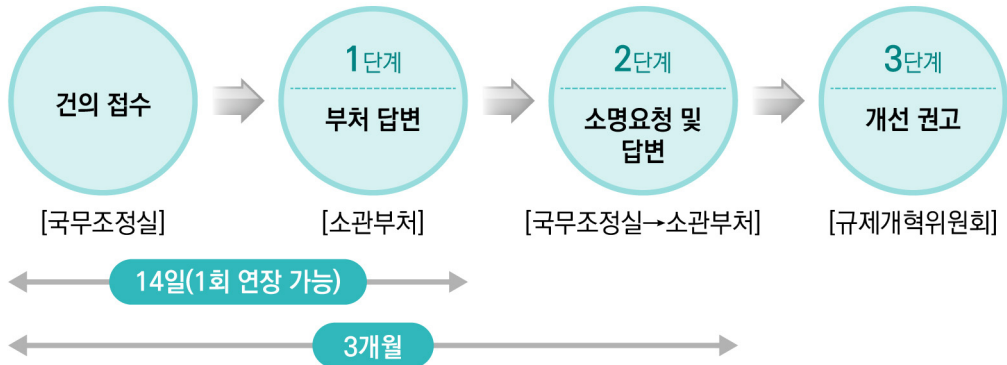 건의 접수
[국무조정실]
1단계
부처 답변
[소관부처]
2단계
소명요청 및
답변
[국무조정실→소관부처]
3단계
개선 권고
[규제개혁위원회]
14일(1회 연장 가능)
3개월